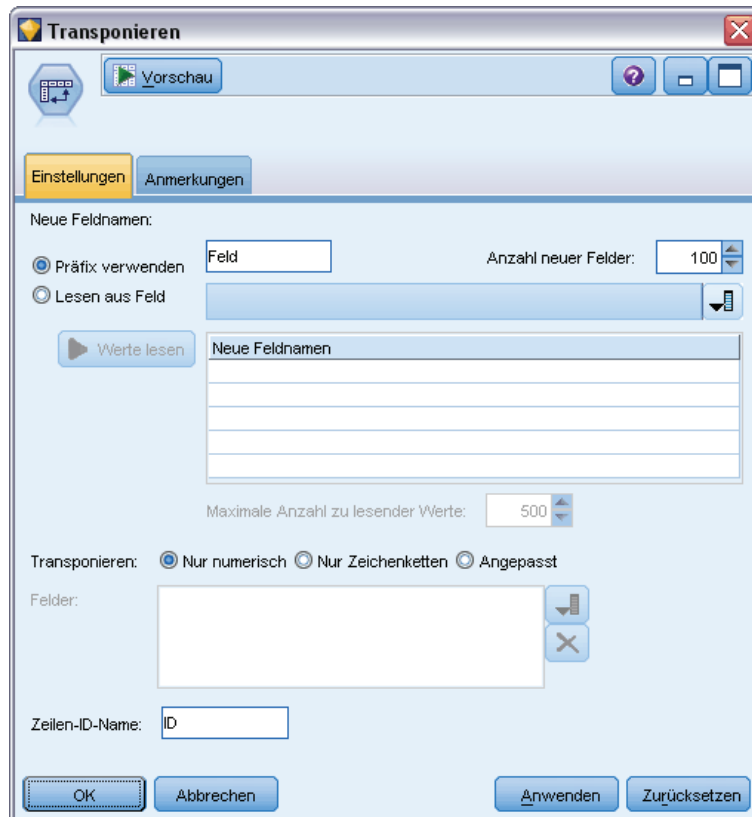 Transponieren
Vorschau
Einstellungen
Anmerkungen
Neue Feldnamen:
Präfix verwenden
Feld
Anzahl neuer Felder:
100
Lesen aus Feld
Werte lesen
Neue Feldnamen
Maximale Anzahl zu lesender Werte:
500
Transponieren:
Nur numerisch
Nur Zeichenketten
Angepasst
Felder:
Zeilen-ID-Name:
ID
OK
Abbrechen
Anwenden
Zurücksetzen